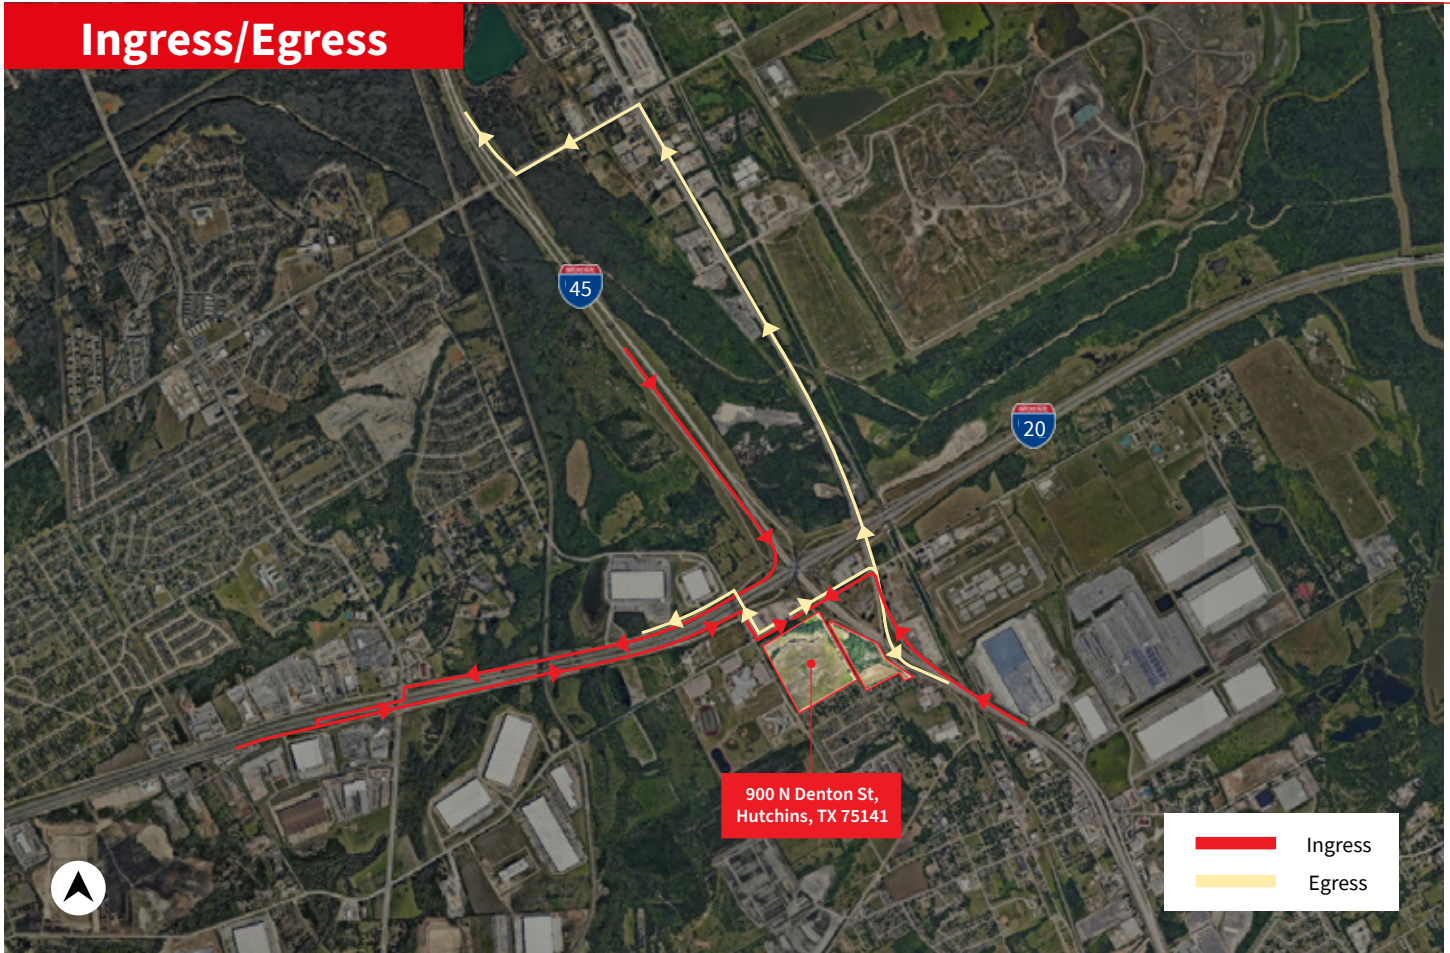 Ingress/Egress
45
20
900 N Denton St,
Hutchins, TX 75141
Ingress
Egress